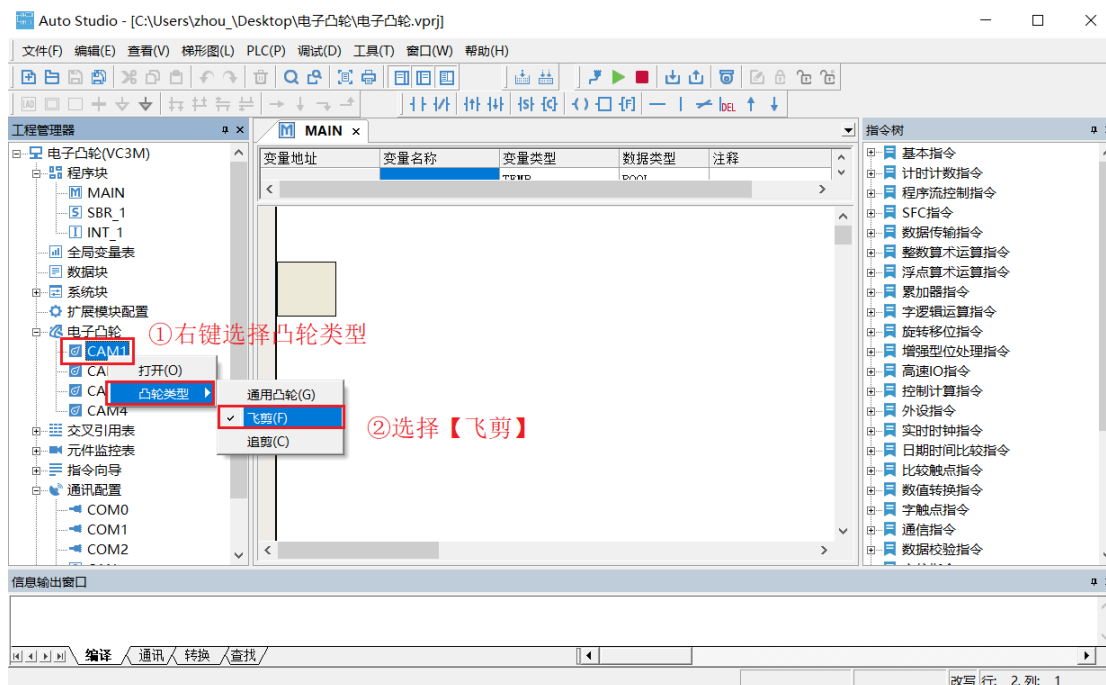 Auto Studio - [C:\Users\zhou_\Desktop\电子凸轮\电子凸轮.vprj]
文件(F) 编辑(E) 查看(V) 梯形图(L) PLC(P) 调试(D) 工具(T) 窗口(W) 帮助(H)
LAD
DEL
工程管理器
电子凸轮(VC3M)
程序块
MAIN
SBR_1
INT_1
全局变量表
数据块
系统块
扩展模块配置
电子凸轮
CAM1
CA
CA
CAM4
交叉引用表
元件监控表
指令向导
通讯配置
COM0
COM1
COM2
①右键选择凸轮类型
打开(O)
凸轮类型
通用凸轮(G)
飞剪(F)
追剪(C)
②选择【飞剪】
MAIN
变量地址 变量名称 变量类型 数据类型 注释
TEMP BOOL
指令树
基本指令
计时计数指令
程序流控制指令
SFC指令
数据传输指令
整数算术运算指令
浮点算术运算指令
累加器指令
字逻辑运算指令
旋转移位指令
增强型位处理指令
高速IO指令
控制计算指令
外设指令
实时时钟指令
日期时间比较指令
比较触点指令
数值转换指令
字触点指令
通信指令
数据校验指令
信息输出窗口
编译 通讯 转换 查找
改写 行: 2, 列: 1